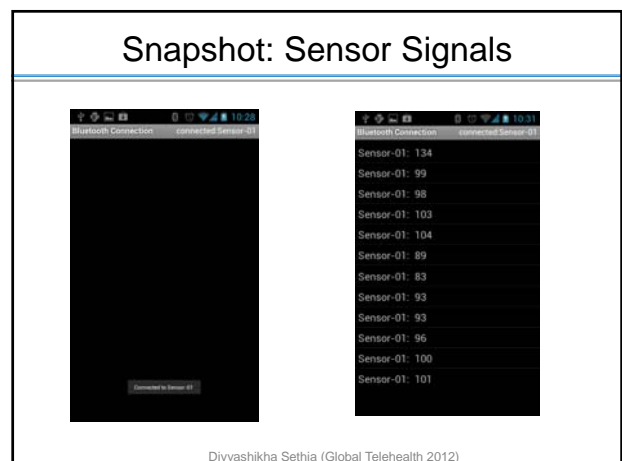 Snapshot: Sensor Signals
10:28
Bluetooth Connection connected:Sensor-01
Connected to Sensor-01
10:31
Bluetooth Connection connected:Sensor-01
Sensor-01: 134
Sensor-01: 99
Sensor-01: 98
Sensor-01: 103
Sensor-01: 104
Sensor-01: 89
Sensor-01: 83
Sensor-01: 93
Sensor-01: 93
Sensor-01: 96
Sensor-01: 100
Sensor-01: 101
Divyashikha Sethia (Global Telehealth 2012)